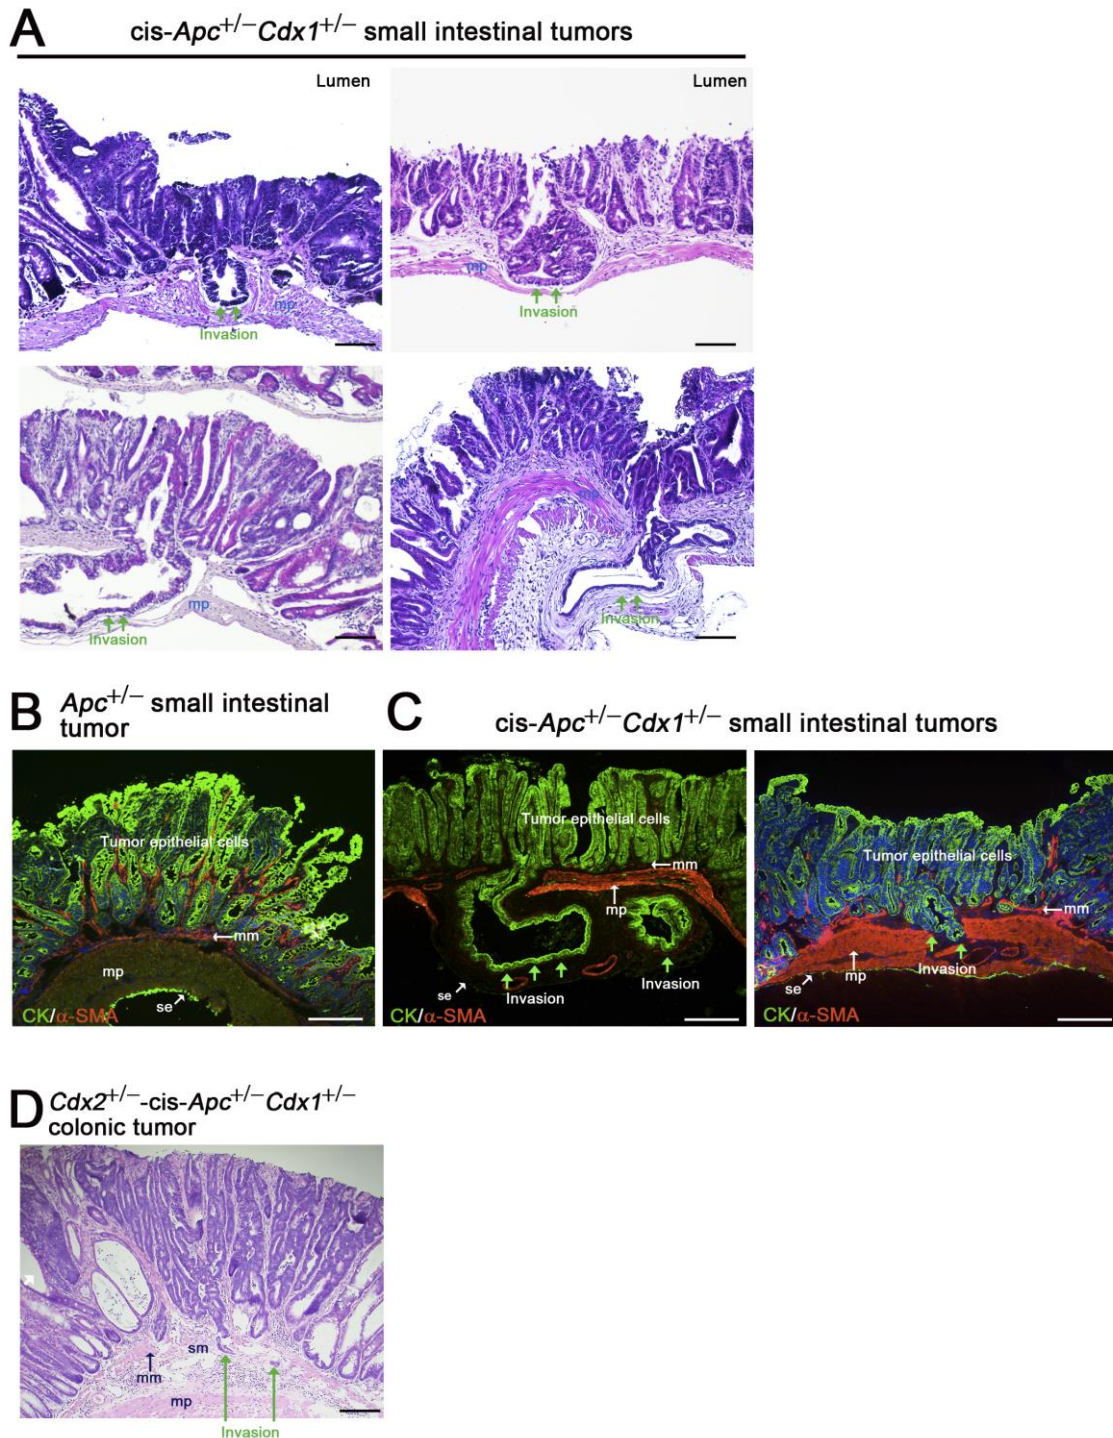 A
cis-Apc+/−Cdx1+/− small intestinal tumors
Lumen
Lumen
mp
Invasion
mp
Invasion
mp
Invasion
mp
Invasion
B
Apc+/− small intestinal
tumor
C
cis-Apc+/−Cdx1+/− small intestinal tumors
Tumor epithelial cells
mm
mp
se
CK/α-SMA
Tumor epithelial cells
mm
mp
se
Invasion
Invasion
CK/α-SMA
Tumor epithelial cells
mm
Invasion
mp
se
CK/α-SMA
D
Cdx2+/−-cis-Apc+/−Cdx1+/−
colonic tumor
sm
mm
mp
Invasion